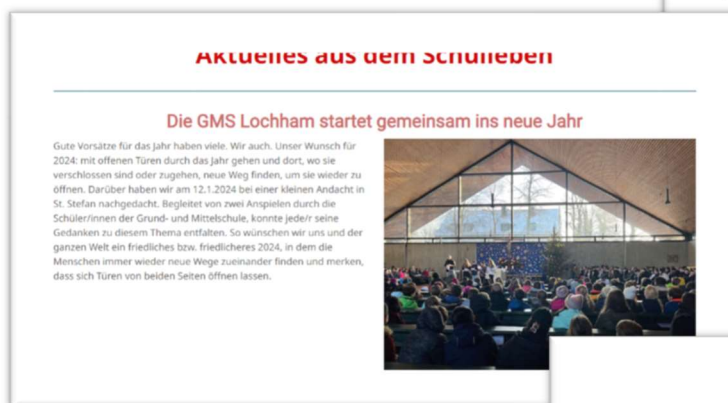 Aktuelles aus dem Schulleben
Die GMS Lochham startet gemeinsam ins neue Jahr
Gute Vorsätze für das Jahr haben viele. Wir auch. Unser Wunsch für
2024: mit offenen Türen durch das Jahr gehen und dort, wo sie
verschlossen sind oder zugehen, neue Weg finden, um sie wieder zu
öffnen. Darüber haben wir am 12.1.2024 bei einer kleinen Andacht in
St. Stefan nachgedacht. Begleitet von zwei Anspielen durch die
Schüler/innen der Grund- und Mittelschule, konnte jede/r seine
Gedanken zu diesem Thema entfalten. So wünschen wir uns und der
ganzen Welt ein friedliches bzw. friedlicheres 2024, in dem die
Menschen immer wieder neue Wege zueinander finden und merken,
dass sich Türen von beiden Seiten öffnen lassen.